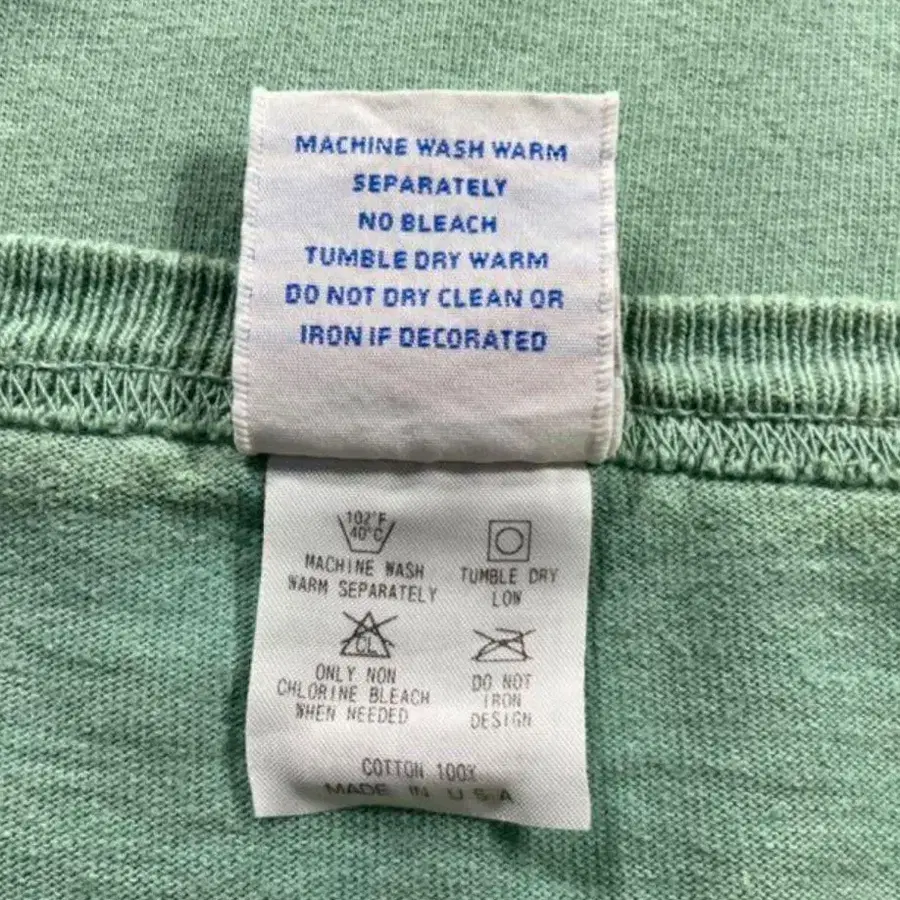 MACHINE WASH WARM
SEPARATELY
NO BLEACH
TUMBLE DRY WARM
DO NOT DRY CLEAN OR
IRON IF DECORATED
102°F
40°C
MACHINE WASH
WARM SEPARATELY
TUMBLE DRY
LOW
CL
ONLY NON
CHLORINE BLEACH
WHEN NEEDED
DO NOT
IRON
DESIGN
COTTON 100%
MADE IN U.S.A